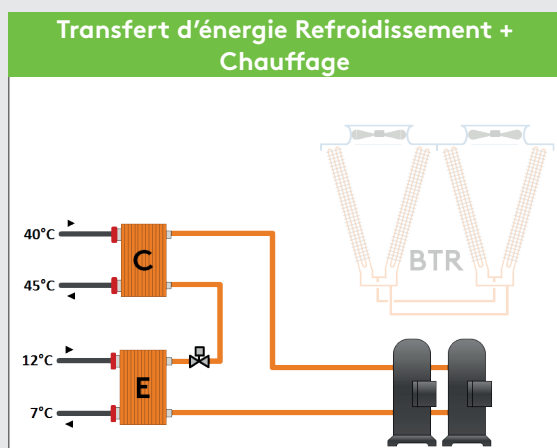 Transfert d’énergie Refroidissement +
Chauffage
BTR
40°C
C
45°C
12°C
E
7°C